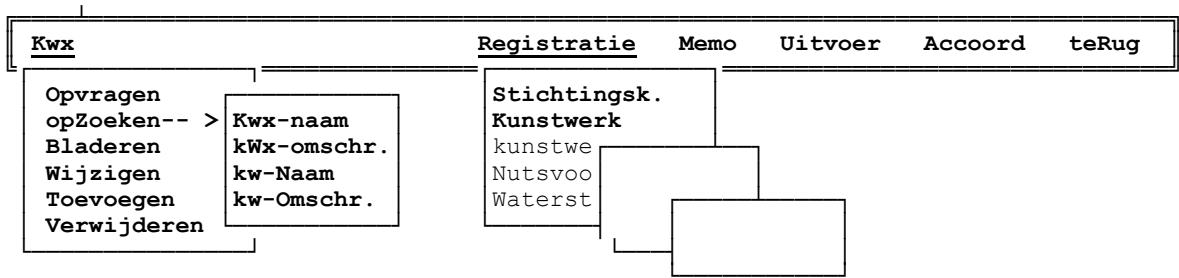 Kwx Registratie Memo Uitvoer Accoord teRug
Opvragen
opZoeken-- >
Bladeren
Wijzigen
Toevoegen
Verwijderen
Kwx-naam
kWx-omschr.
kw-Naam
kw-Omschr.
Stichtingsk.
Kunstwerk
kunstwe
Nutsvoo
Waterst